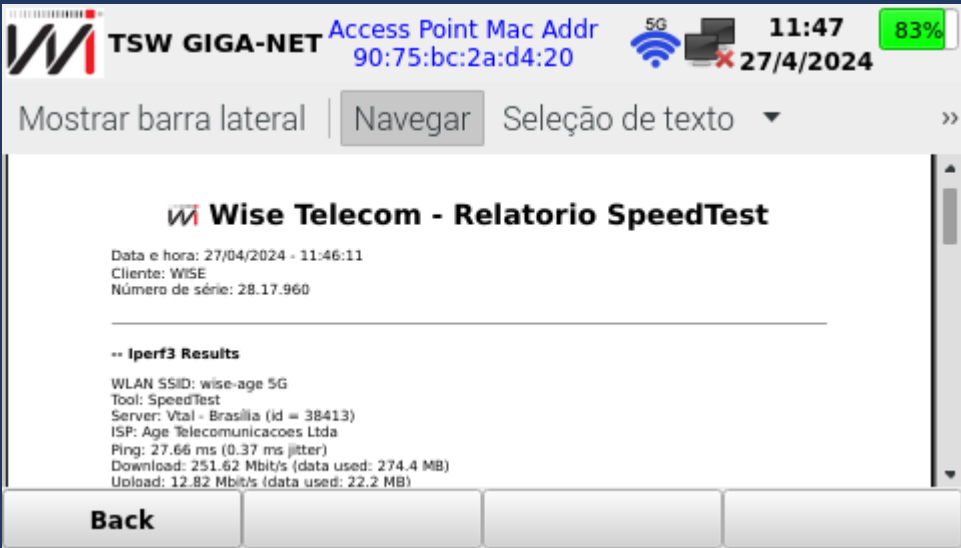 TSW GIGA-NET
Access Point Mac Addr
90:75:bc:2a:d4:20
5G
11:47
27/4/2024
83%
Mostrar barra lateral
Navegar
Seleção de texto
»
Wise Telecom - Relatorio SpeedTest
Data e hora: 27/04/2024 - 11:46:11
Cliente: WISE
Número de série: 28.17.960
-- Iperf3 Results
WLAN SSID: wise-age 5G
Tool: SpeedTest
Server: Vtal - Brasília (id = 38413)
ISP: Age Telecomunicacoes Ltda
Ping: 27.66 ms (0.37 ms jitter)
Download: 251.62 Mbit/s (data used: 274.4 MB)
Upload: 12.82 Mbit/s (data used: 22.2 MB)
Back